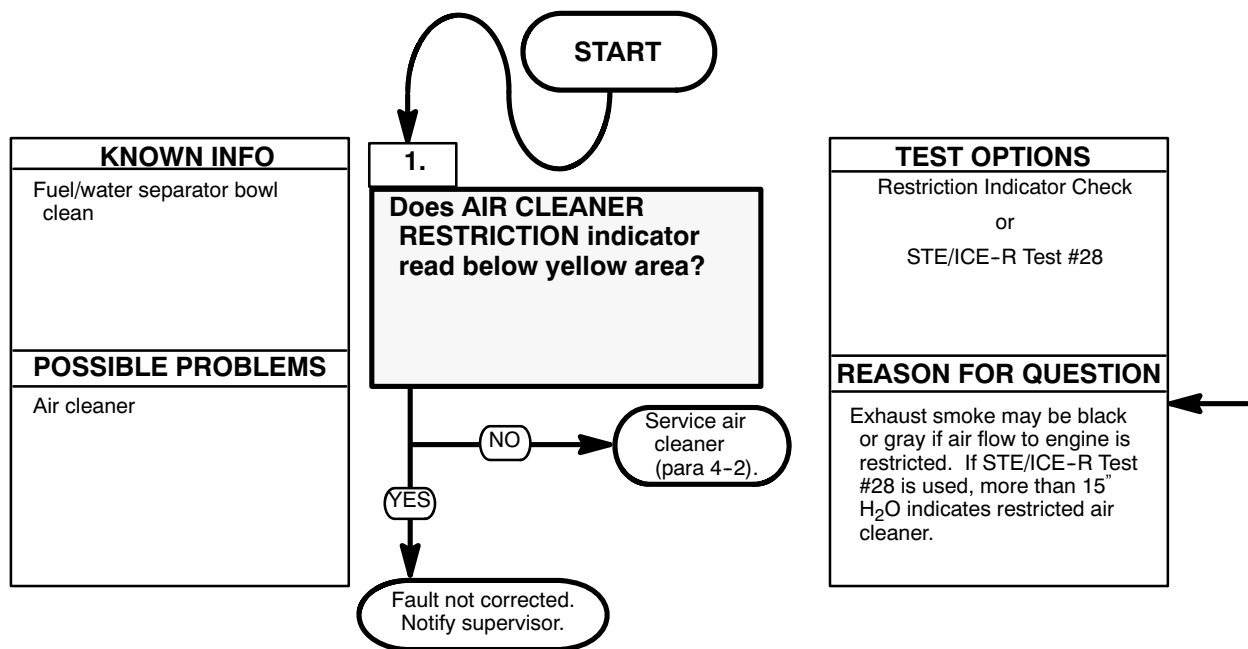 START
KNOWN INFO
Fuel/water separator bowl
clean
POSSIBLE PROBLEMS
Air cleaner
1.
Does AIR CLEANER
RESTRICTION indicator
read below yellow area?
NO
Service air
cleaner
(para 4-2).
YES
Fault not corrected.
Notify supervisor.
TEST OPTIONS
Restriction Indicator Check
or
STE/ICE-R Test #28
REASON FOR QUESTION
Exhaust smoke may be black
or gray if air flow to engine is
restricted. If STE/ICE-R Test
#28 is used, more than 15"
H₂O indicates restricted air
cleaner.